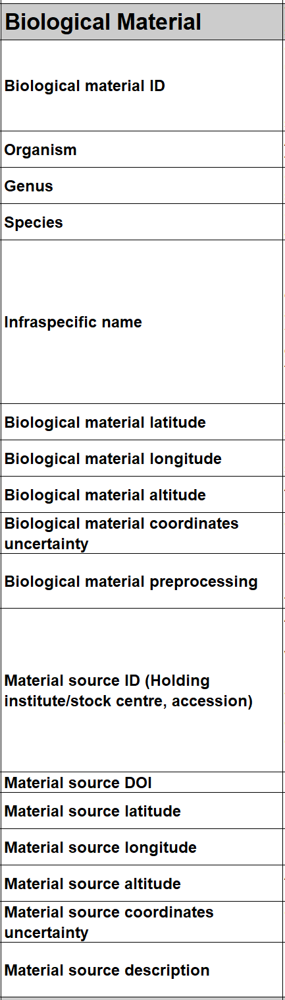 Biological Material
Biological material ID
Organism
Genus
Species
Infraspecific name
Biological material latitude
Biological material longitude
Biological material altitude
Biological material coordinates
uncertainty
Biological material preprocessing
Material source ID (Holding
institute/stock centre, accession)
Material source DOI
Material source latitude
Material source longitude
Material source altitude
Material source coordinates
uncertainty
Material source description